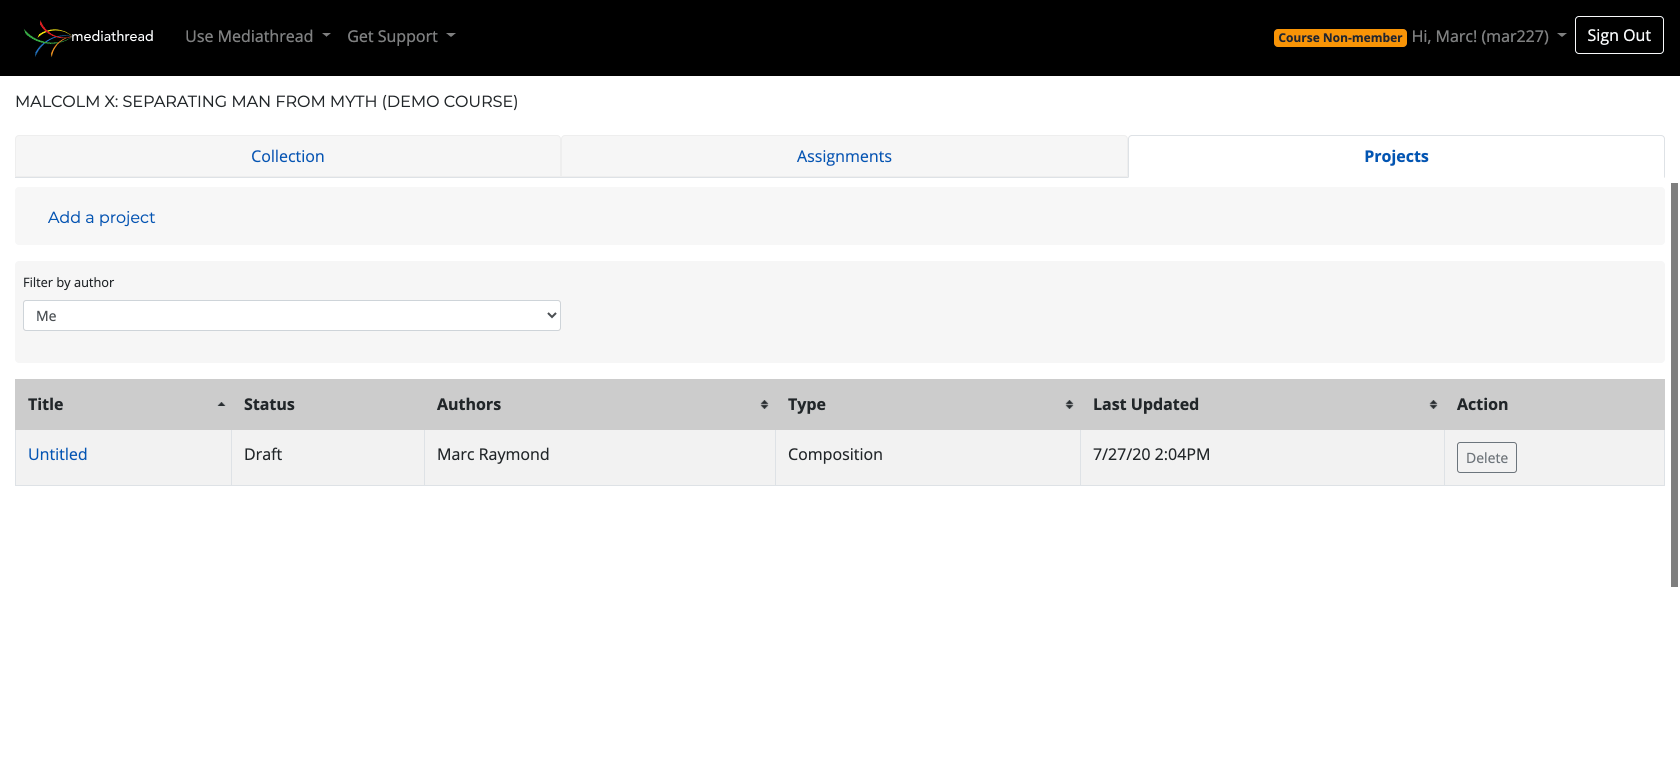 mediathread Use Mediathread Get Support Course Non-member Hi, Marc! (mar227) Sign Out
MALCOLM X: SEPARATING MAN FROM MYTH (DEMO COURSE)
Collection Assignments Projects
Add a project
Filter by author
Me
Title Status Authors Type Last Updated Action
Untitled Draft Marc Raymond Composition 7/27/20 2:04PM Delete